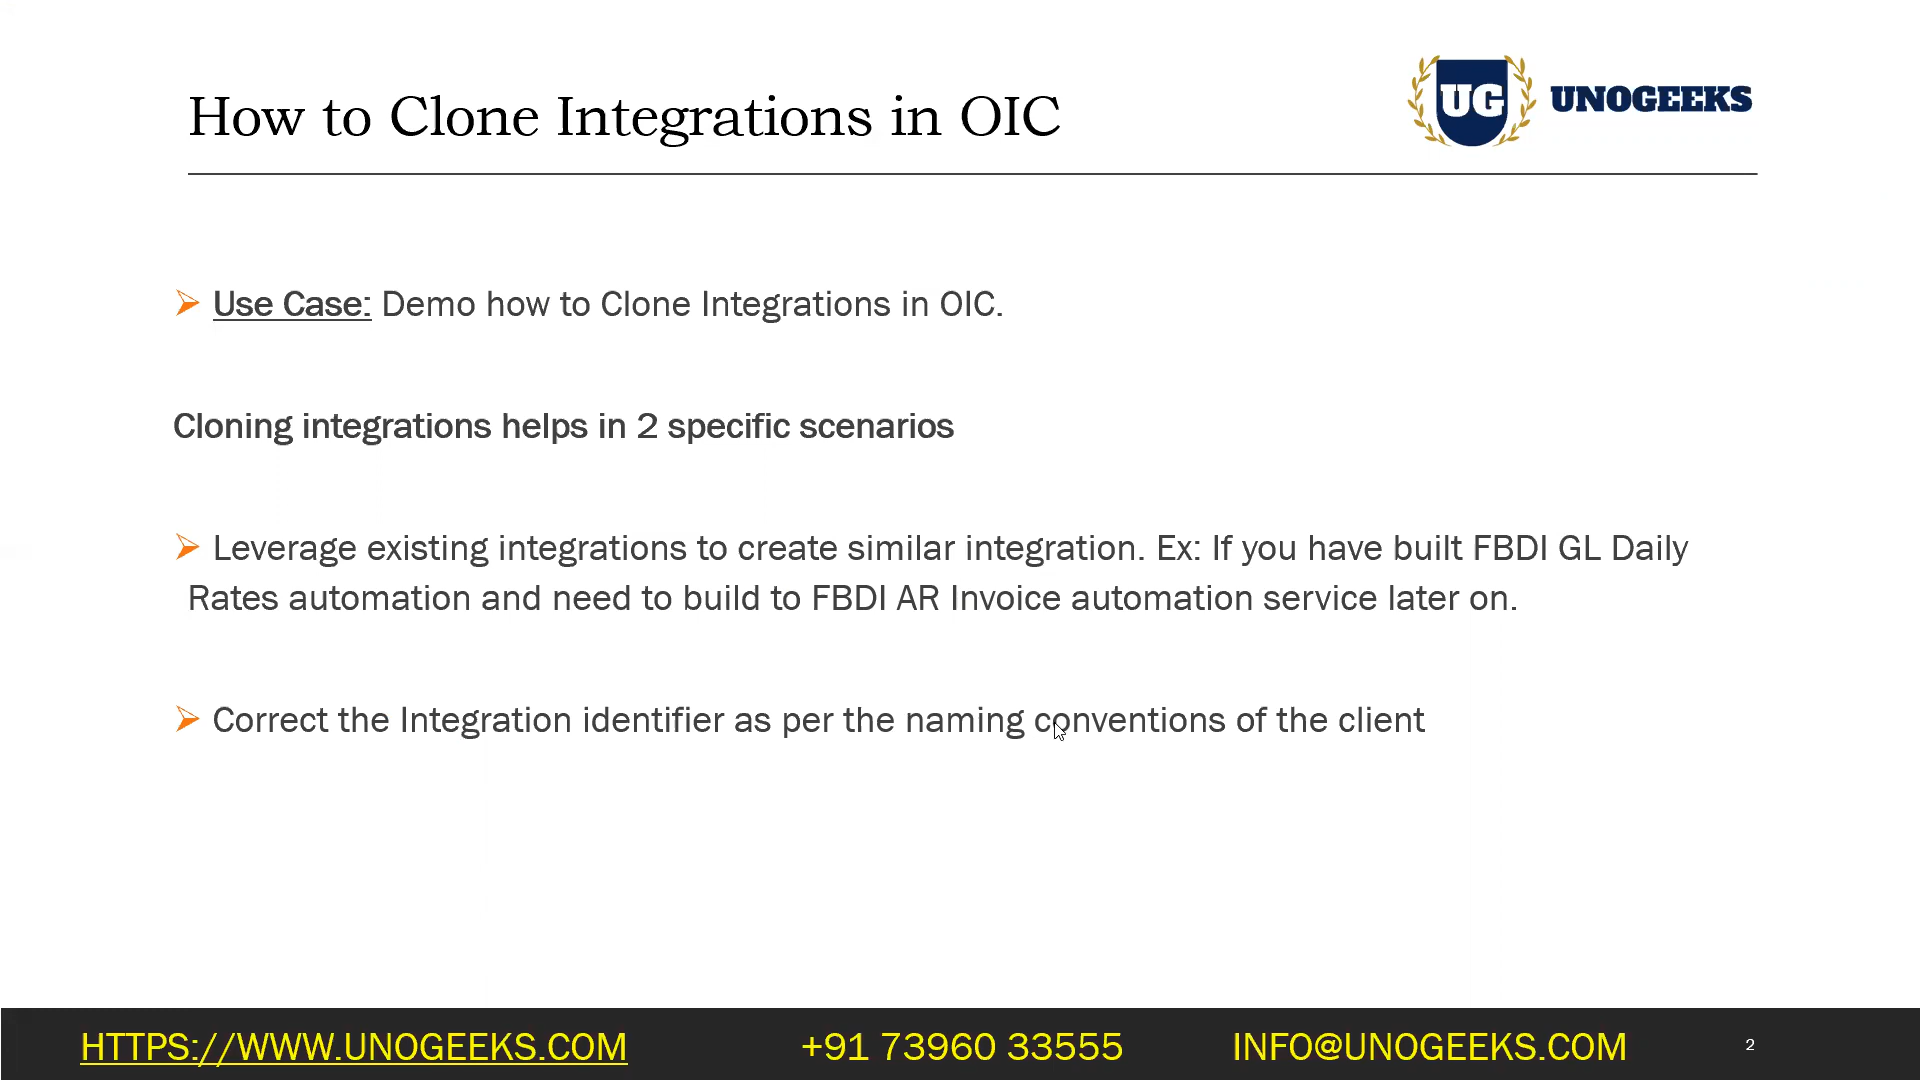 How to Clone Integrations in OIC
UG UNOGEEKS
Use Case: Demo how to Clone Integrations in OIC.
Cloning integrations helps in 2 specific scenarios
Leverage existing integrations to create similar integration. Ex: If you have built FBDI GL Daily
Rates automation and need to build to FBDI AR Invoice automation service later on.
Correct the Integration identifier as per the naming conventions of the client
HTTPS://WWW.UNOGEEKS.COM +91 73960 33555 INFO@UNOGEEKS.COM 2